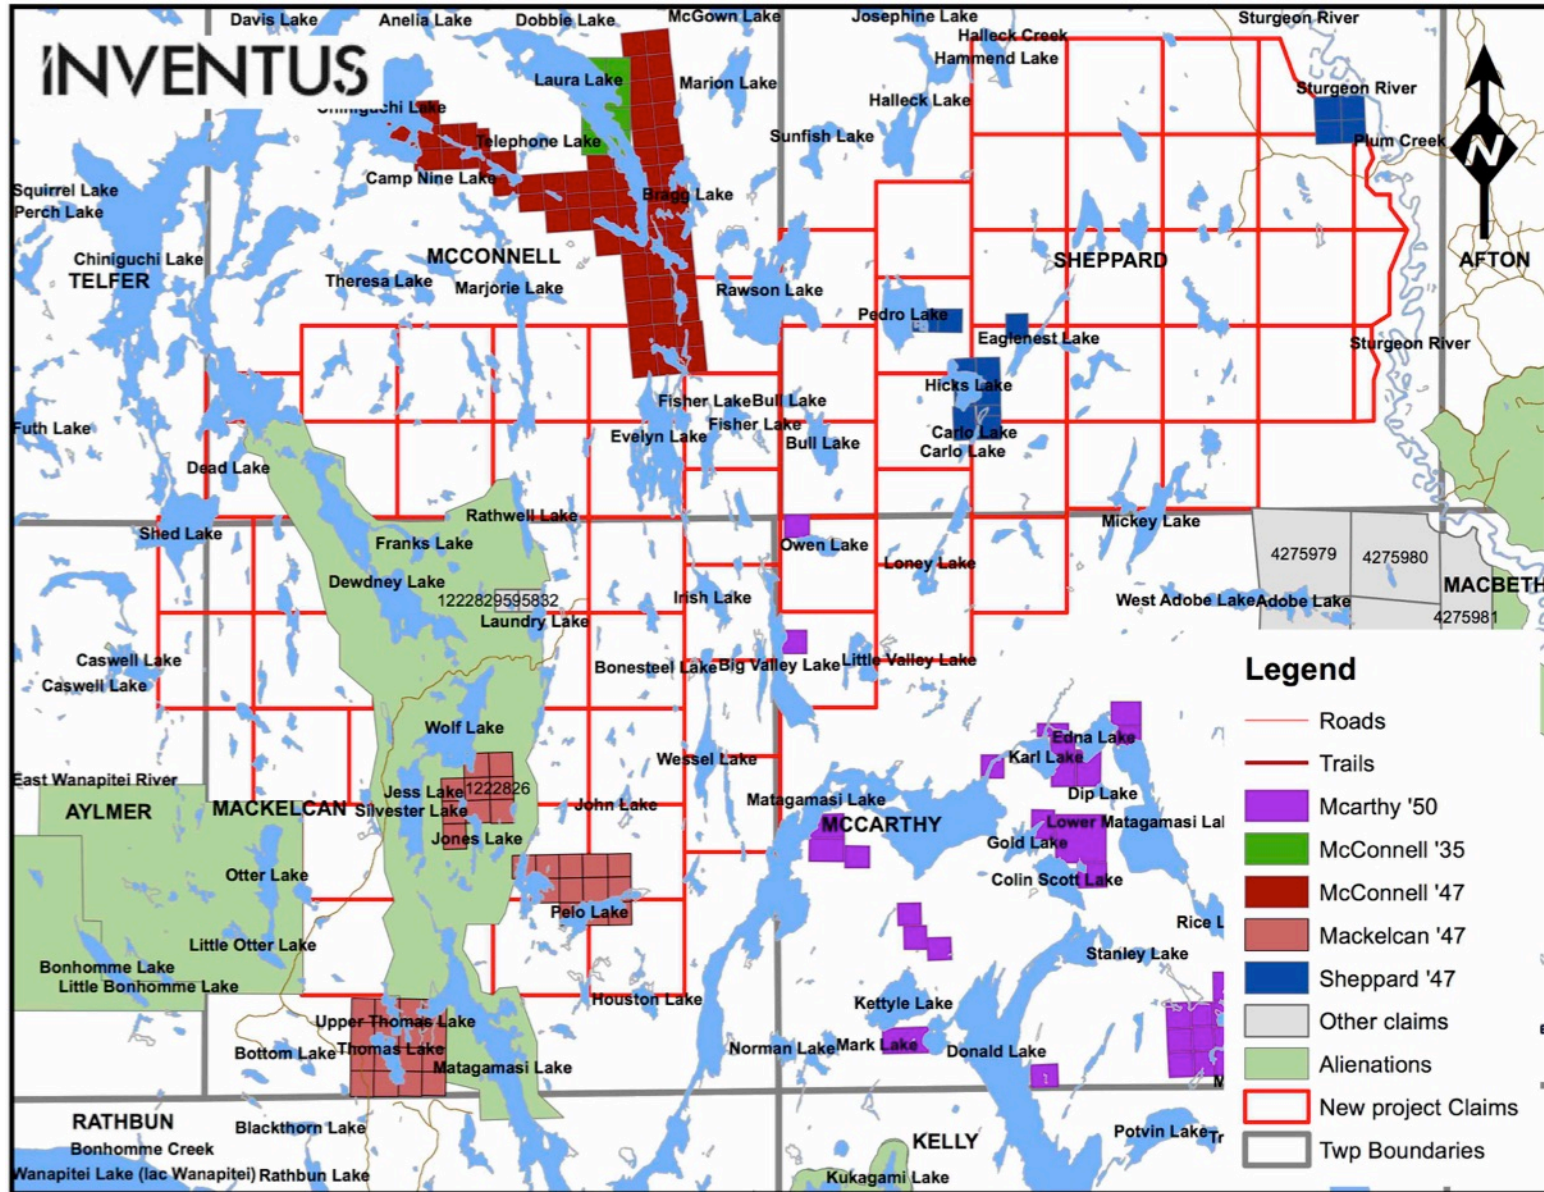 Davis Lake
Anelia Lake
Dobbie Lake
McGown Lake
Josephine Lake
Sturgeon River
Halleck Creek
Hammend Lake
INVENTUS
Laura Lake
Marion Lake
Sturgeon River
Halleck Lake
Chiniguchi Lake
Telephone Lake
Sunfish Lake
Plum Creek
N
Camp Nine Lake
Squirrel Lake
Bragg Lake
Perch Lake
Chiniguchi Lake
MCCONNELL
SHEPPARD
AFTON
TELFER
Theresa Lake
Marjorie Lake
Rawson Lake
Pedro Lake
Eaglenest Lake
Sturgeon River
Hicks Lake
Fisher Lake
Bull Lake
Fisher Lake
Futh Lake
Evelyn Lake
Bull Lake
Carlo Lake
Carlo Lake
Dead Lake
Rathwell Lake
Mickey Lake
Shed Lake
Franks Lake
Owen Lake
4275979
4275980
Loney Lake
Dewdney Lake
MACBETH
1222829595832
Irish Lake
West Adobe Lake
Adobe Lake
Laundry Lake
4275981
Caswell Lake
Bonesteel Lake
Big Valley Lake
Little Valley Lake
Caswell Lake
Legend
Roads
Trails
Mcarthy '50
McConnell '35
McConnell '47
Mackelcan '47
Sheppard '47
Other claims
Alienations
New project Claims
Twp Boundaries
Wolf Lake
Edna Lake
Wessel Lake
Karl Lake
East Wanapitei River
Jess Lake
1222826
Dip Lake
AYLMER
MACKELCAN
Silvester Lake
John Lake
Matagamasi Lake
MCCARTHY
Lower Matagamasi Lal
Jones Lake
Gold Lake
Otter Lake
Colin Scott Lake
Pelo Lake
Rice L
Little Otter Lake
Stanley Lake
Bonhomme Lake
Little Bonhomme Lake
Houston Lake
Kettyle Lake
Upper Thomas Lake
Bottom Lake
Thomas Lake
Norman Lake
Mark Lake
Donald Lake
Matagamasi Lake
RATHBUN
Blackthorn Lake
KELLY
Potvin Lake
Tr
Bonhomme Creek
Wanapitei Lake (lac Wanapitei)
Rathbun Lake
Kukagami Lake